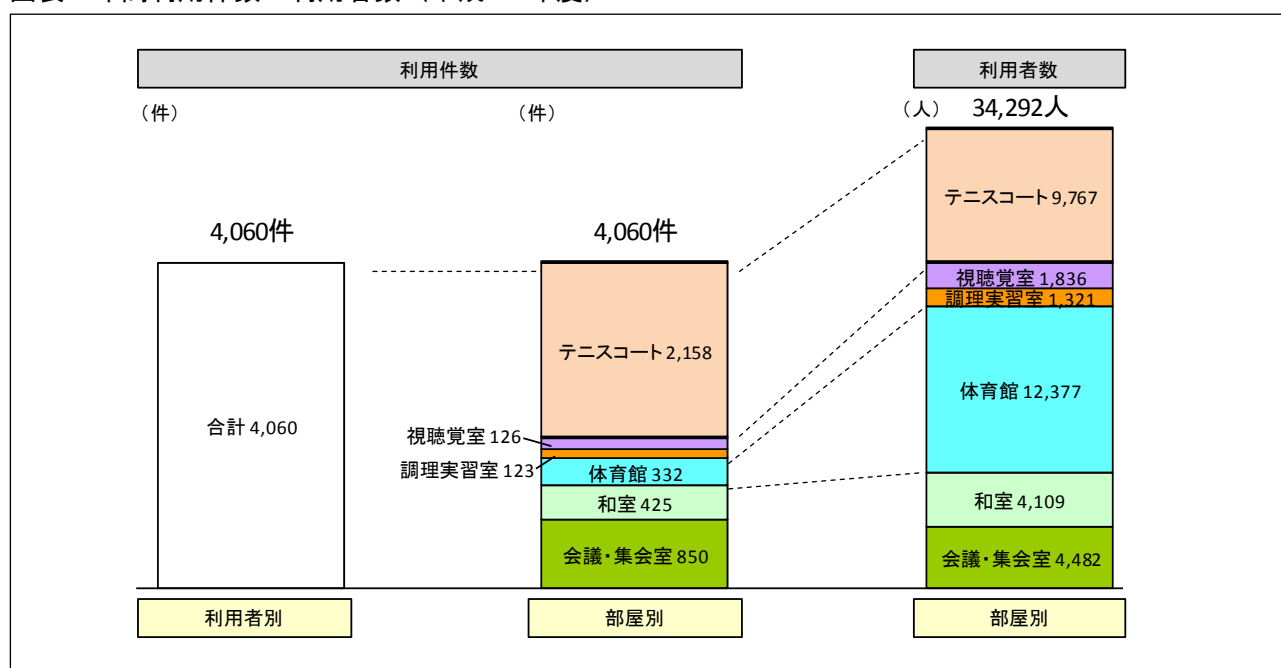 利用件数
利用者数
(件)
(件)
(人)
34,292人
4,060件
4,060件
テニスコート 9,767
視聴覚室 1,836
調理実習室 1,321
体育館 12,377
和室 4,109
会議・集会室 4,482
テニスコート 2,158
視聴覚室 126
調理実習室 123
体育館 332
和室 425
会議・集会室 850
合計 4,060
利用者別
部屋別
部屋別